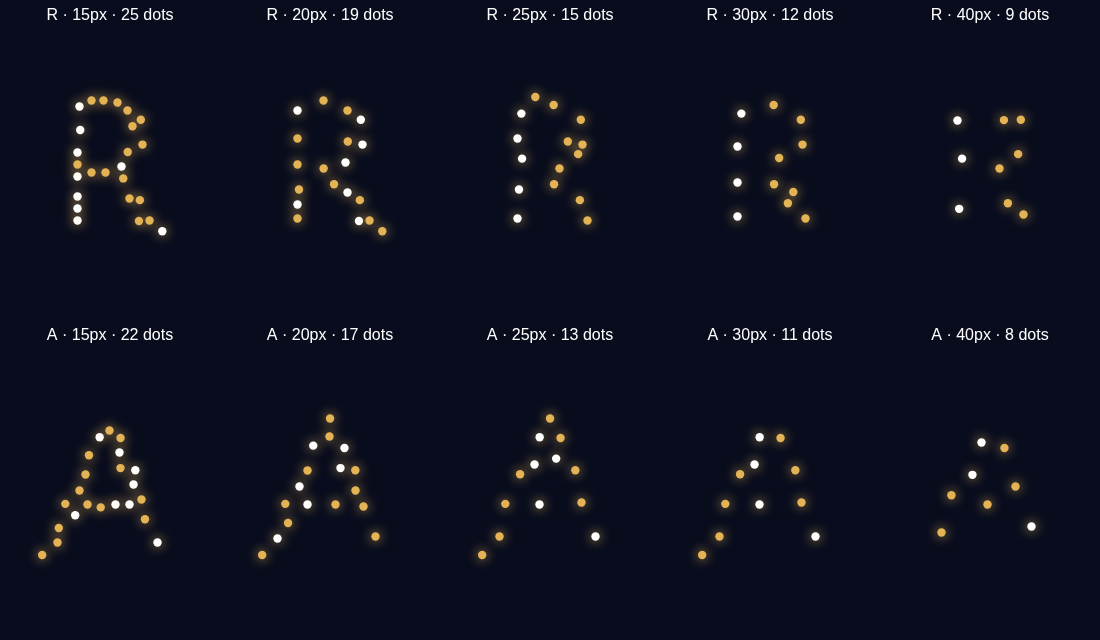 R · 15px · 25 dots R · 20px · 19 dots R · 25px · 15 dots R · 30px · 12 dots R · 40px · 9 dots
R R R R R
A · 15px · 22 dots A · 20px · 17 dots A · 25px · 13 dots A · 30px · 11 dots A · 40px · 8 dots
A A A A A